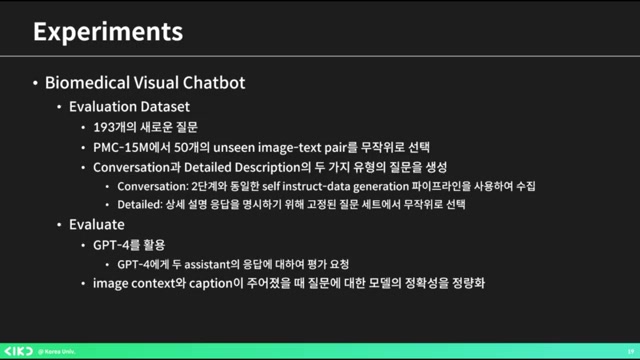 Experiments
• Biomedical Visual Chatbot
• Evaluation Dataset
• 193개의 새로운 질문
• PMC-15M에서 50개의 unseen image-text pair를 무작위로 선택
• Conversation과 Detailed Description의 두 가지 유형의 질문을 생성
• Conversation: 2단계와 동일한 self instruct-data generation 파이프라인을 사용하여 수집
• Detailed: 상세 설명 응답을 명시하기 위해 고정된 질문 세트에서 무작위로 선택
• Evaluate
• GPT-4를 활용
• GPT-4에게 두 assistant의 응답에 대하여 평가 요청
• image context와 caption이 주어졌을 때 질문에 대한 모델의 정확성을 정량화
@ Korea Univ.